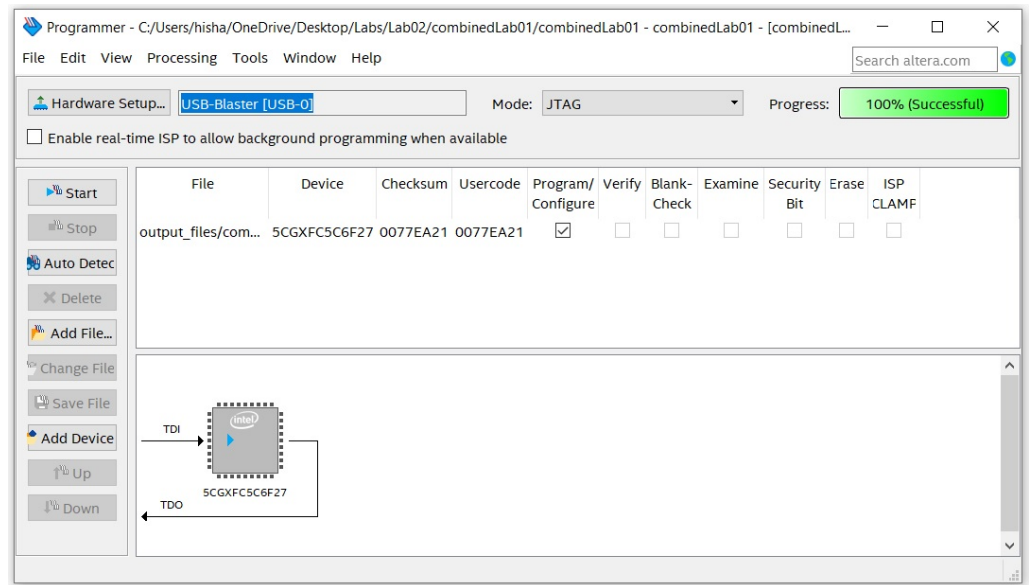 Programmer - C:/Users/hisha/OneDrive/Desktop/Labs/Lab02/combinedLab01/combinedLab01 - combinedLab01 - [combinedL...
File Edit View Processing Tools Window Help
Search altera.com
Hardware Setup... USB-Blaster [USB-0] Mode: JTAG Progress: 100% (Successful)
Enable real-time ISP to allow background programming when available
Start
Stop
Auto Detec
Delete
Add File...
Change File
Save File
Add Device
Up
Down
File Device Checksum Usercode Program/ Verify Blank- Examine Security Erase ISP
Configure Check Bit CLAMP
output_files/com... 5CGXFC5C6F27 0077EA21 0077EA21
intel
TDI
5CGXFC5C6F27
TDO